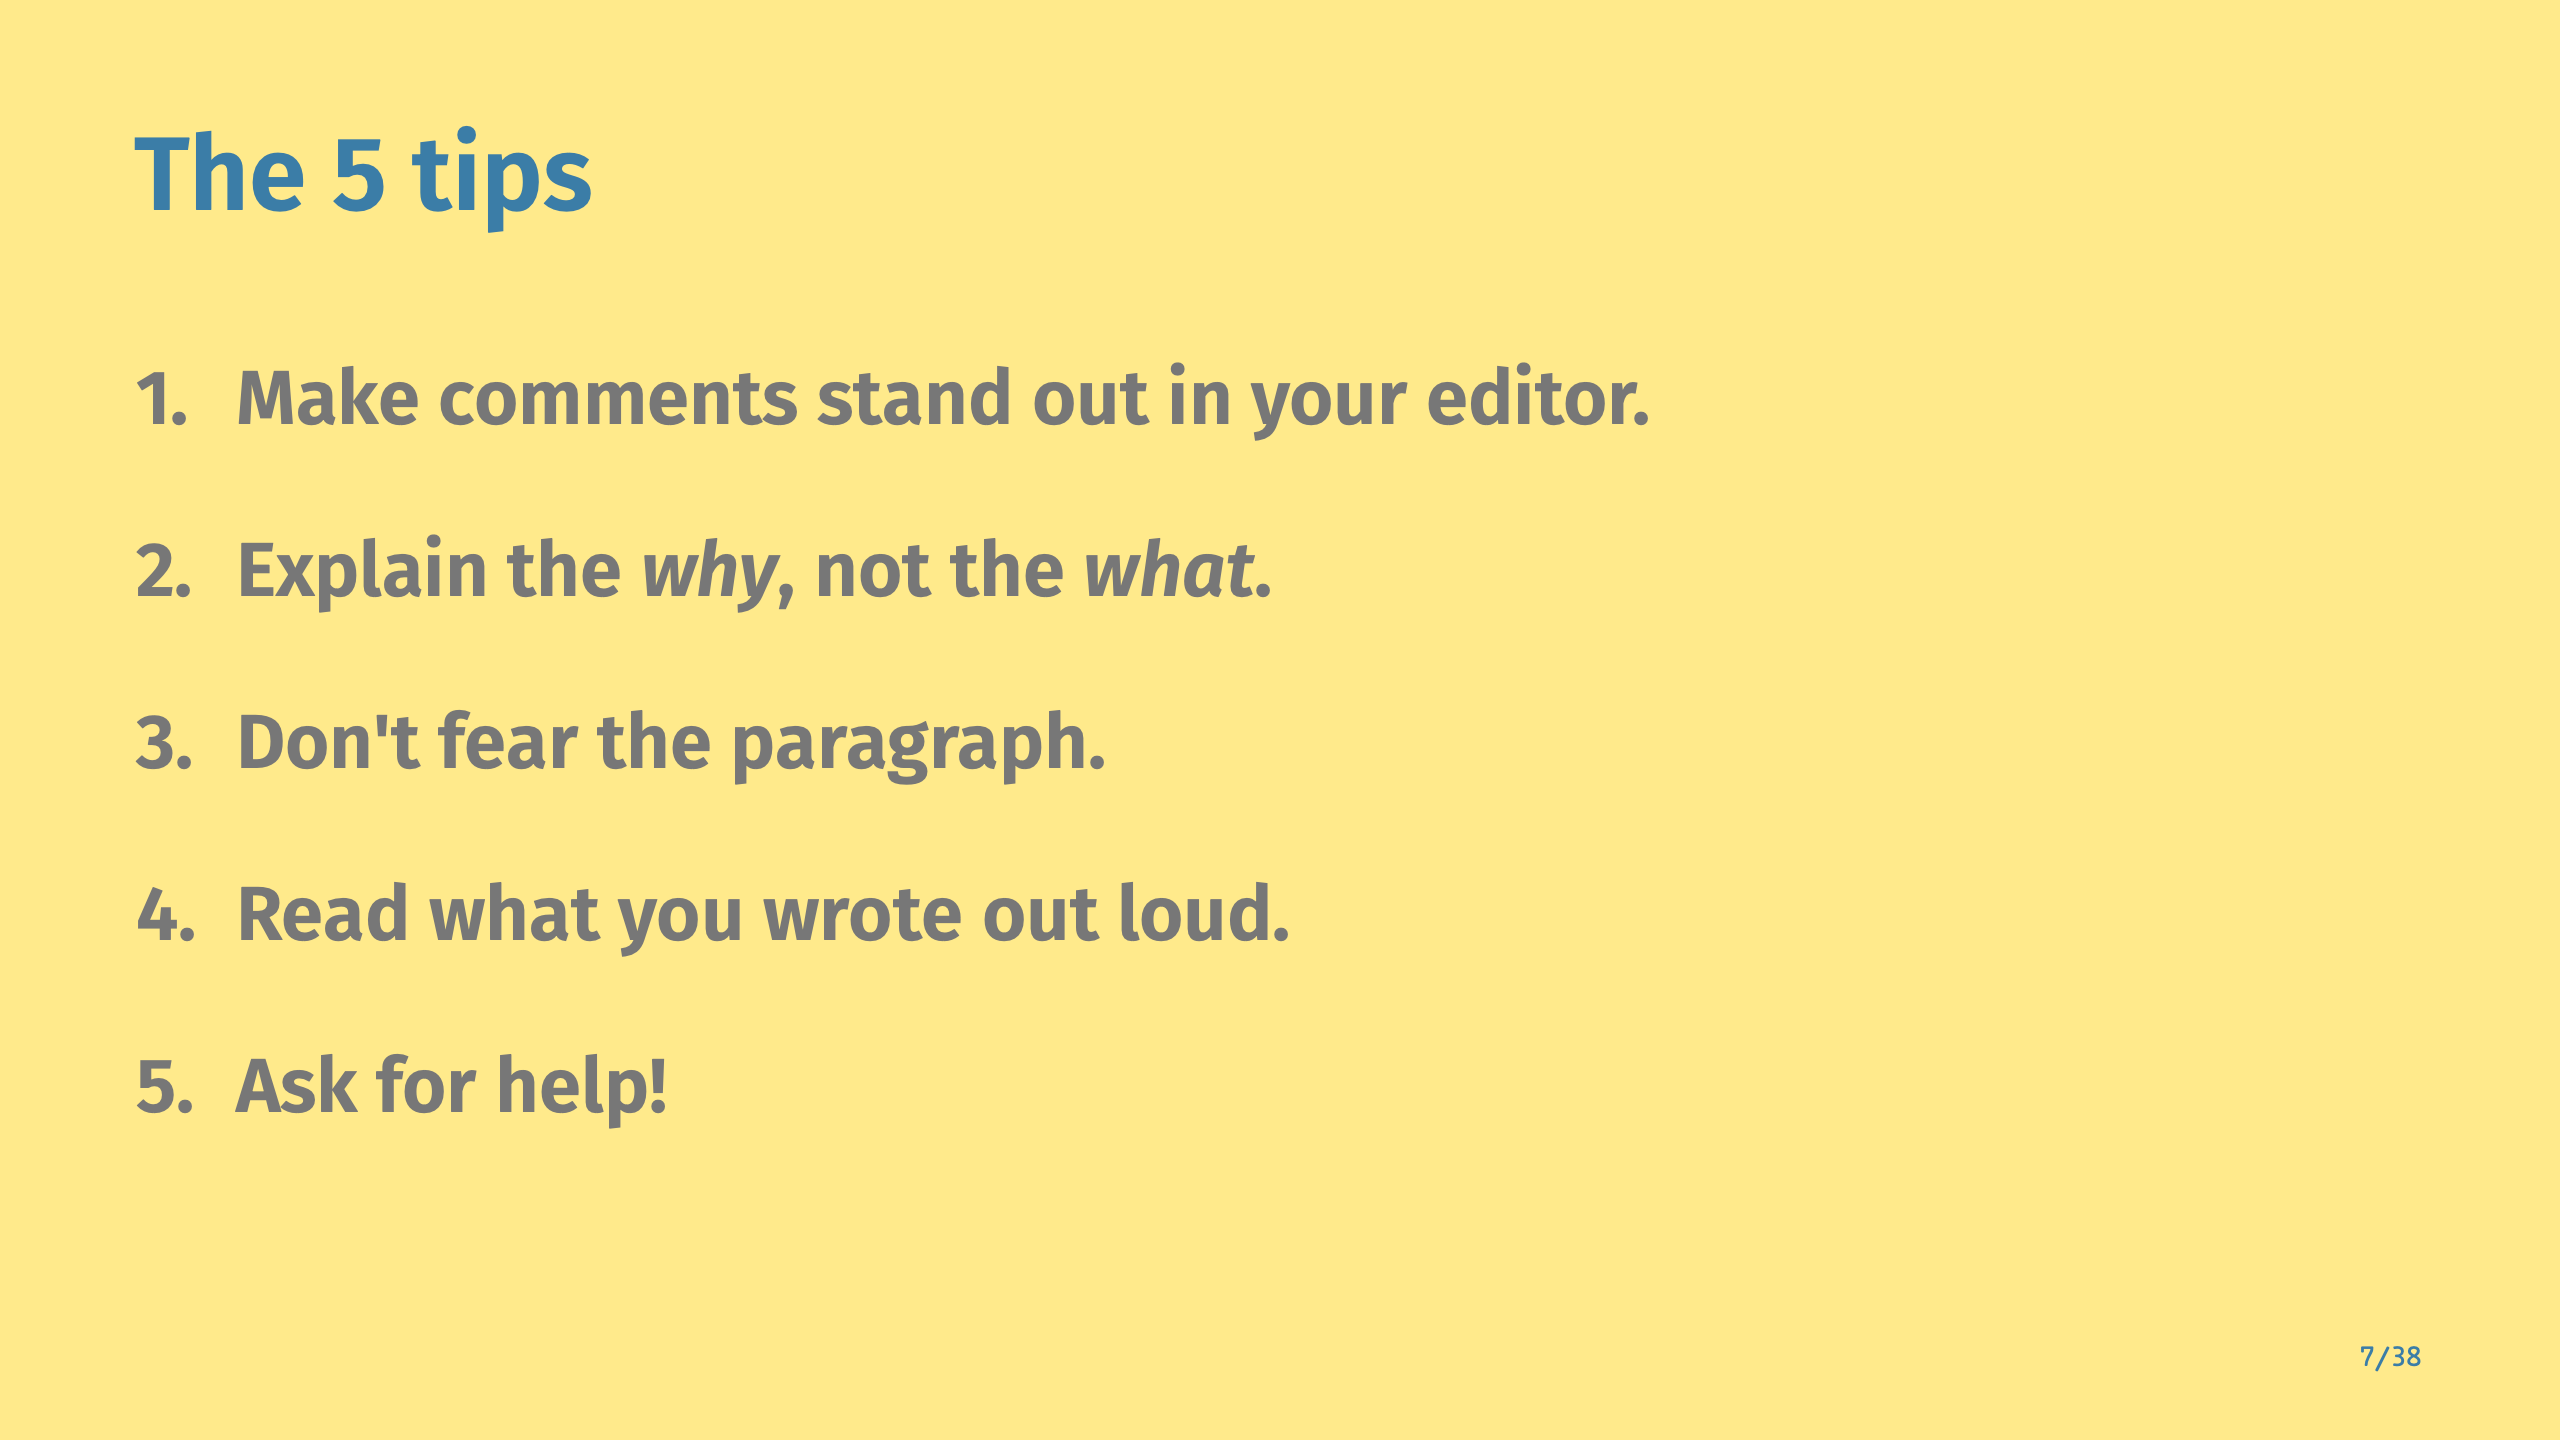 The 5 tips
1. Make comments stand out in your editor.
2. Explain the why, not the what.
3. Don't fear the paragraph.
4. Read what you wrote out loud.
5. Ask for help!
7/38